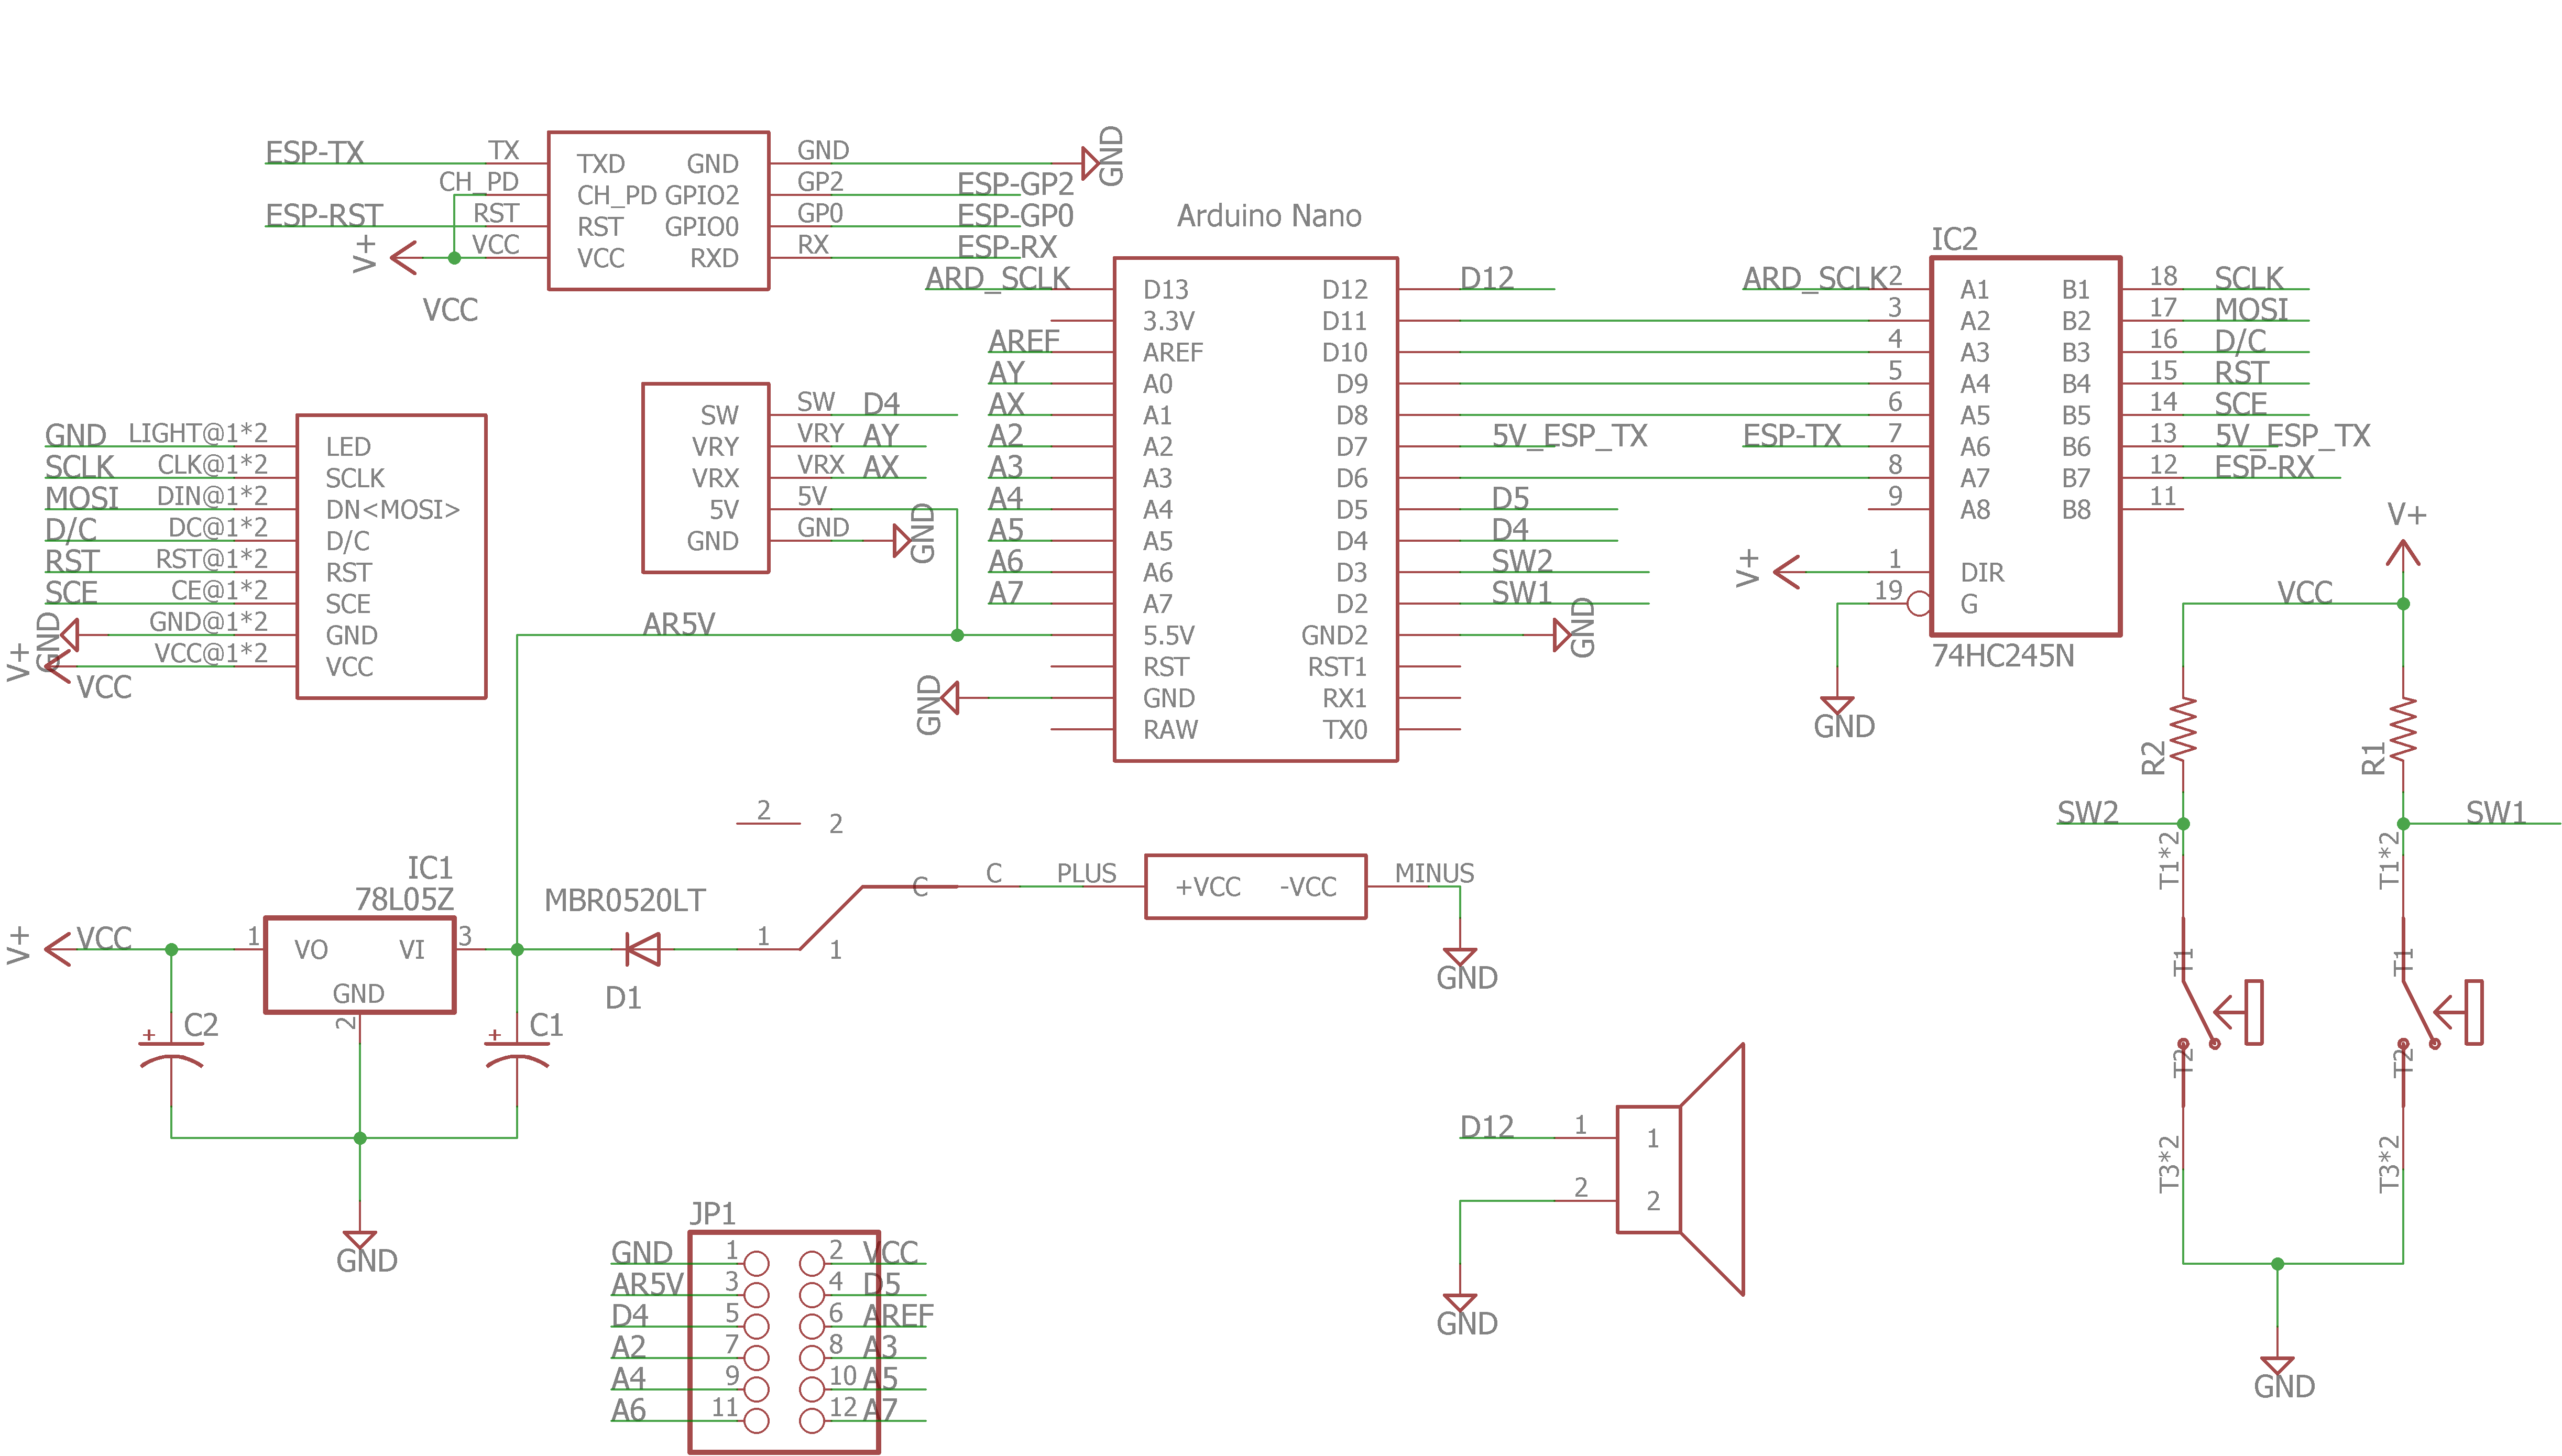 ESP-TX TX TXD GND GND GND
CH_PD CH_PD GPIO2 GP2 ESP-GP2
ESP-RST RST RST GPIO0 GP0 ESP-GP0
V+ VCC VCC RXD RX ESP-RX
VCC
Arduino Nano
ARD_SCLK D13 D12 D12
3.3V D11
AREF AREF D10
AY A0 D9
AX A1 D8
A2 A2 D7 5V_ESP_TX
A3 A3 D6
A4 A4 D5 D5
A5 A5 D4 D4
A6 A6 D3 SW2
A7 A7 D2 SW1
AR5V 5.5V GND2 GND
RST RST1
GND GND RX1
RAW TX0
IC2
ARD_SCLK 2 A1 B1 18 SCLK
3 A2 B2 17 MOSI
4 A3 B3 16 D/C
5 A4 B4 15 RST
6 A5 B5 14 SCE
ESP-TX 7 A6 B6 13 5V_ESP_TX
8 A7 B7 12 ESP-RX
9 A8 B8 11
V+ 1 DIR
19 G
74HC245N
GND
SW SW D4
VRY VRY AY
VRX VRX AX
5V 5V
GND GND GND
GND LIGHT@1*2 LED
SCLK CLK@1*2 SCLK
MOSI DIN@1*2 DN<MOSI>
D/C DC@1*2 D/C
RST RST@1*2 RST
SCE CE@1*2 SCE
GND GND@1*2 GND
V+ VCC@1*2 VCC
VCC
V+
VCC
R2 R1
SW2 SW1
T1*2 T1*2
T1 T1
T2 T2
T3*2 T3*2
GND
2 2
IC1
78L05Z
V+ VCC 1 VO VI 3
GND
2
C2 C1
GND
MBR0520LT
D1
1 1
C C PLUS +VCC -VCC MINUS
GND
D12 1 1
2 2
GND
JP1
GND 1 2 VCC
AR5V 3 4 D5
D4 5 6 AREF
A2 7 8 A3
A4 9 10 A5
A6 11 12 A7